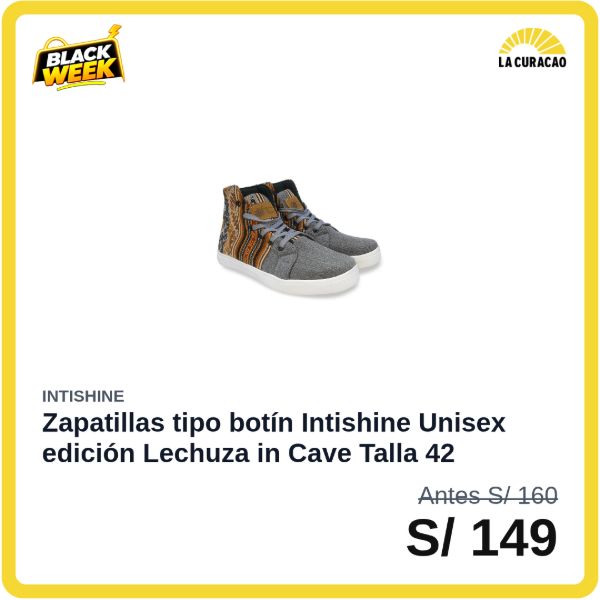 BLACK
WEEK
LA CURACAO
INTISHINE
Zapatillas tipo botín Intishine Unisex
edición Lechuza in Cave Talla 42
Antes S/ 160
S/ 149